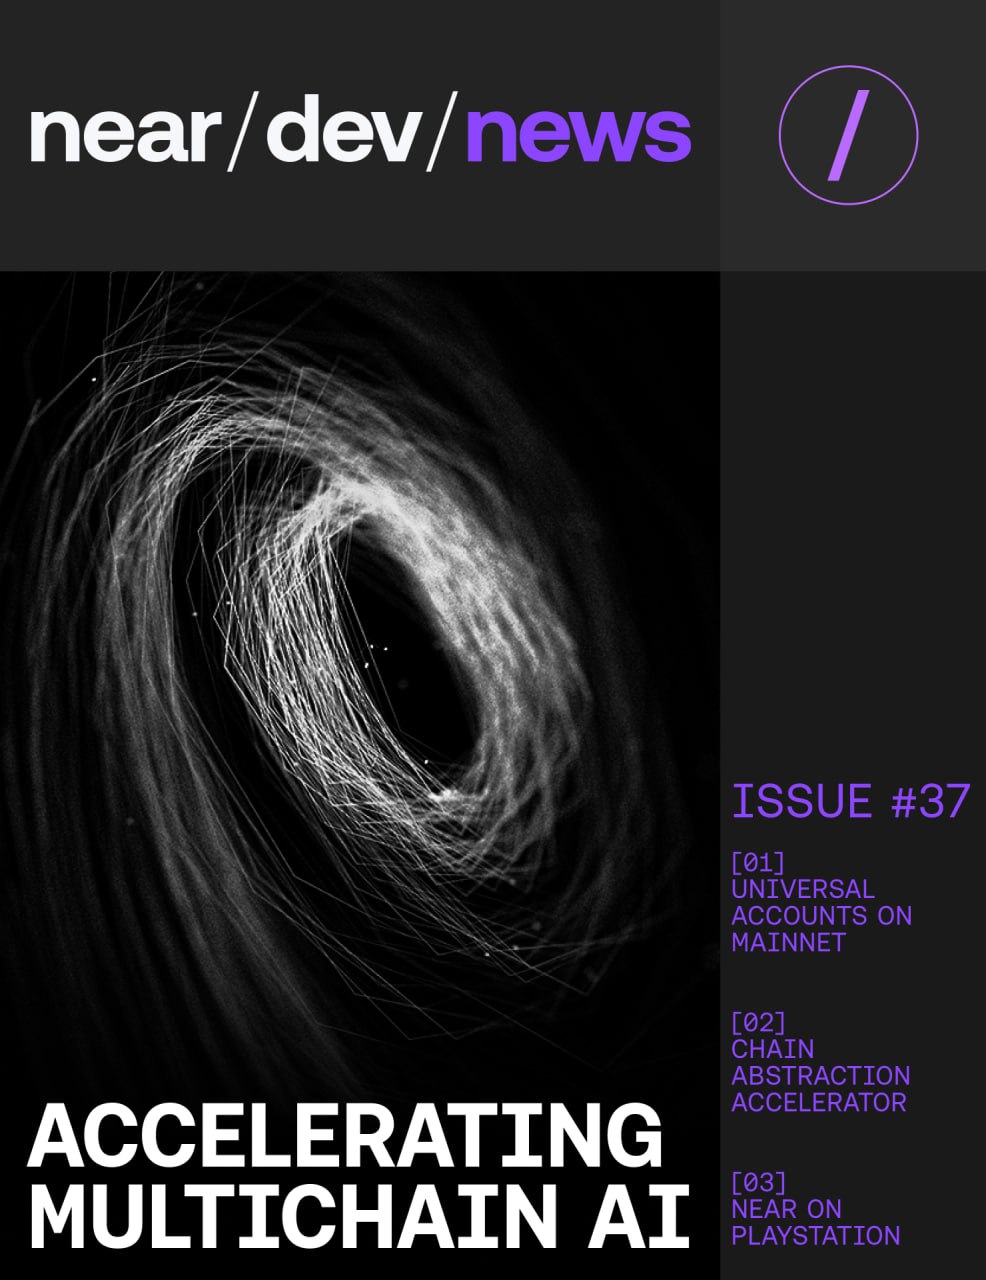 near/dev/news
/
ISSUE #37
[01]
UNIVERSAL
ACCOUNTS ON
MAINNET
[02]
CHAIN
ABSTRACTION
ACCELERATOR
[03]
NEAR ON
PLAYSTATION
ACCELERATING
MULTICHAIN AI